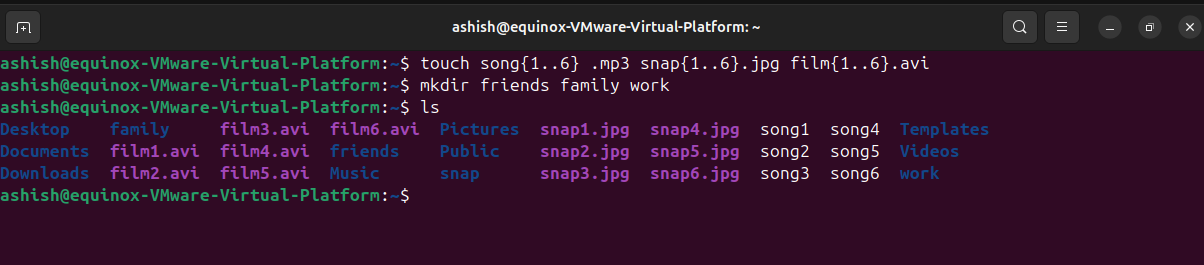 ashish@equinox-VMware-Virtual-Platform: ~
ashish@equinox-VMware-Virtual-Platform:~$ touch song{1..6} .mp3 snap{1..6}.jpg film{1..6}.avi
ashish@equinox-VMware-Virtual-Platform:~$ mkdir friends family work
ashish@equinox-VMware-Virtual-Platform:~$ ls
Desktop family film3.avi film6.avi Pictures snap1.jpg snap4.jpg song1 song4 Templates
Documents film1.avi film4.avi friends Public snap2.jpg snap5.jpg song2 song5 Videos
Downloads film2.avi film5.avi Music snap snap3.jpg snap6.jpg song3 song6 work
ashish@equinox-VMware-Virtual-Platform:~$